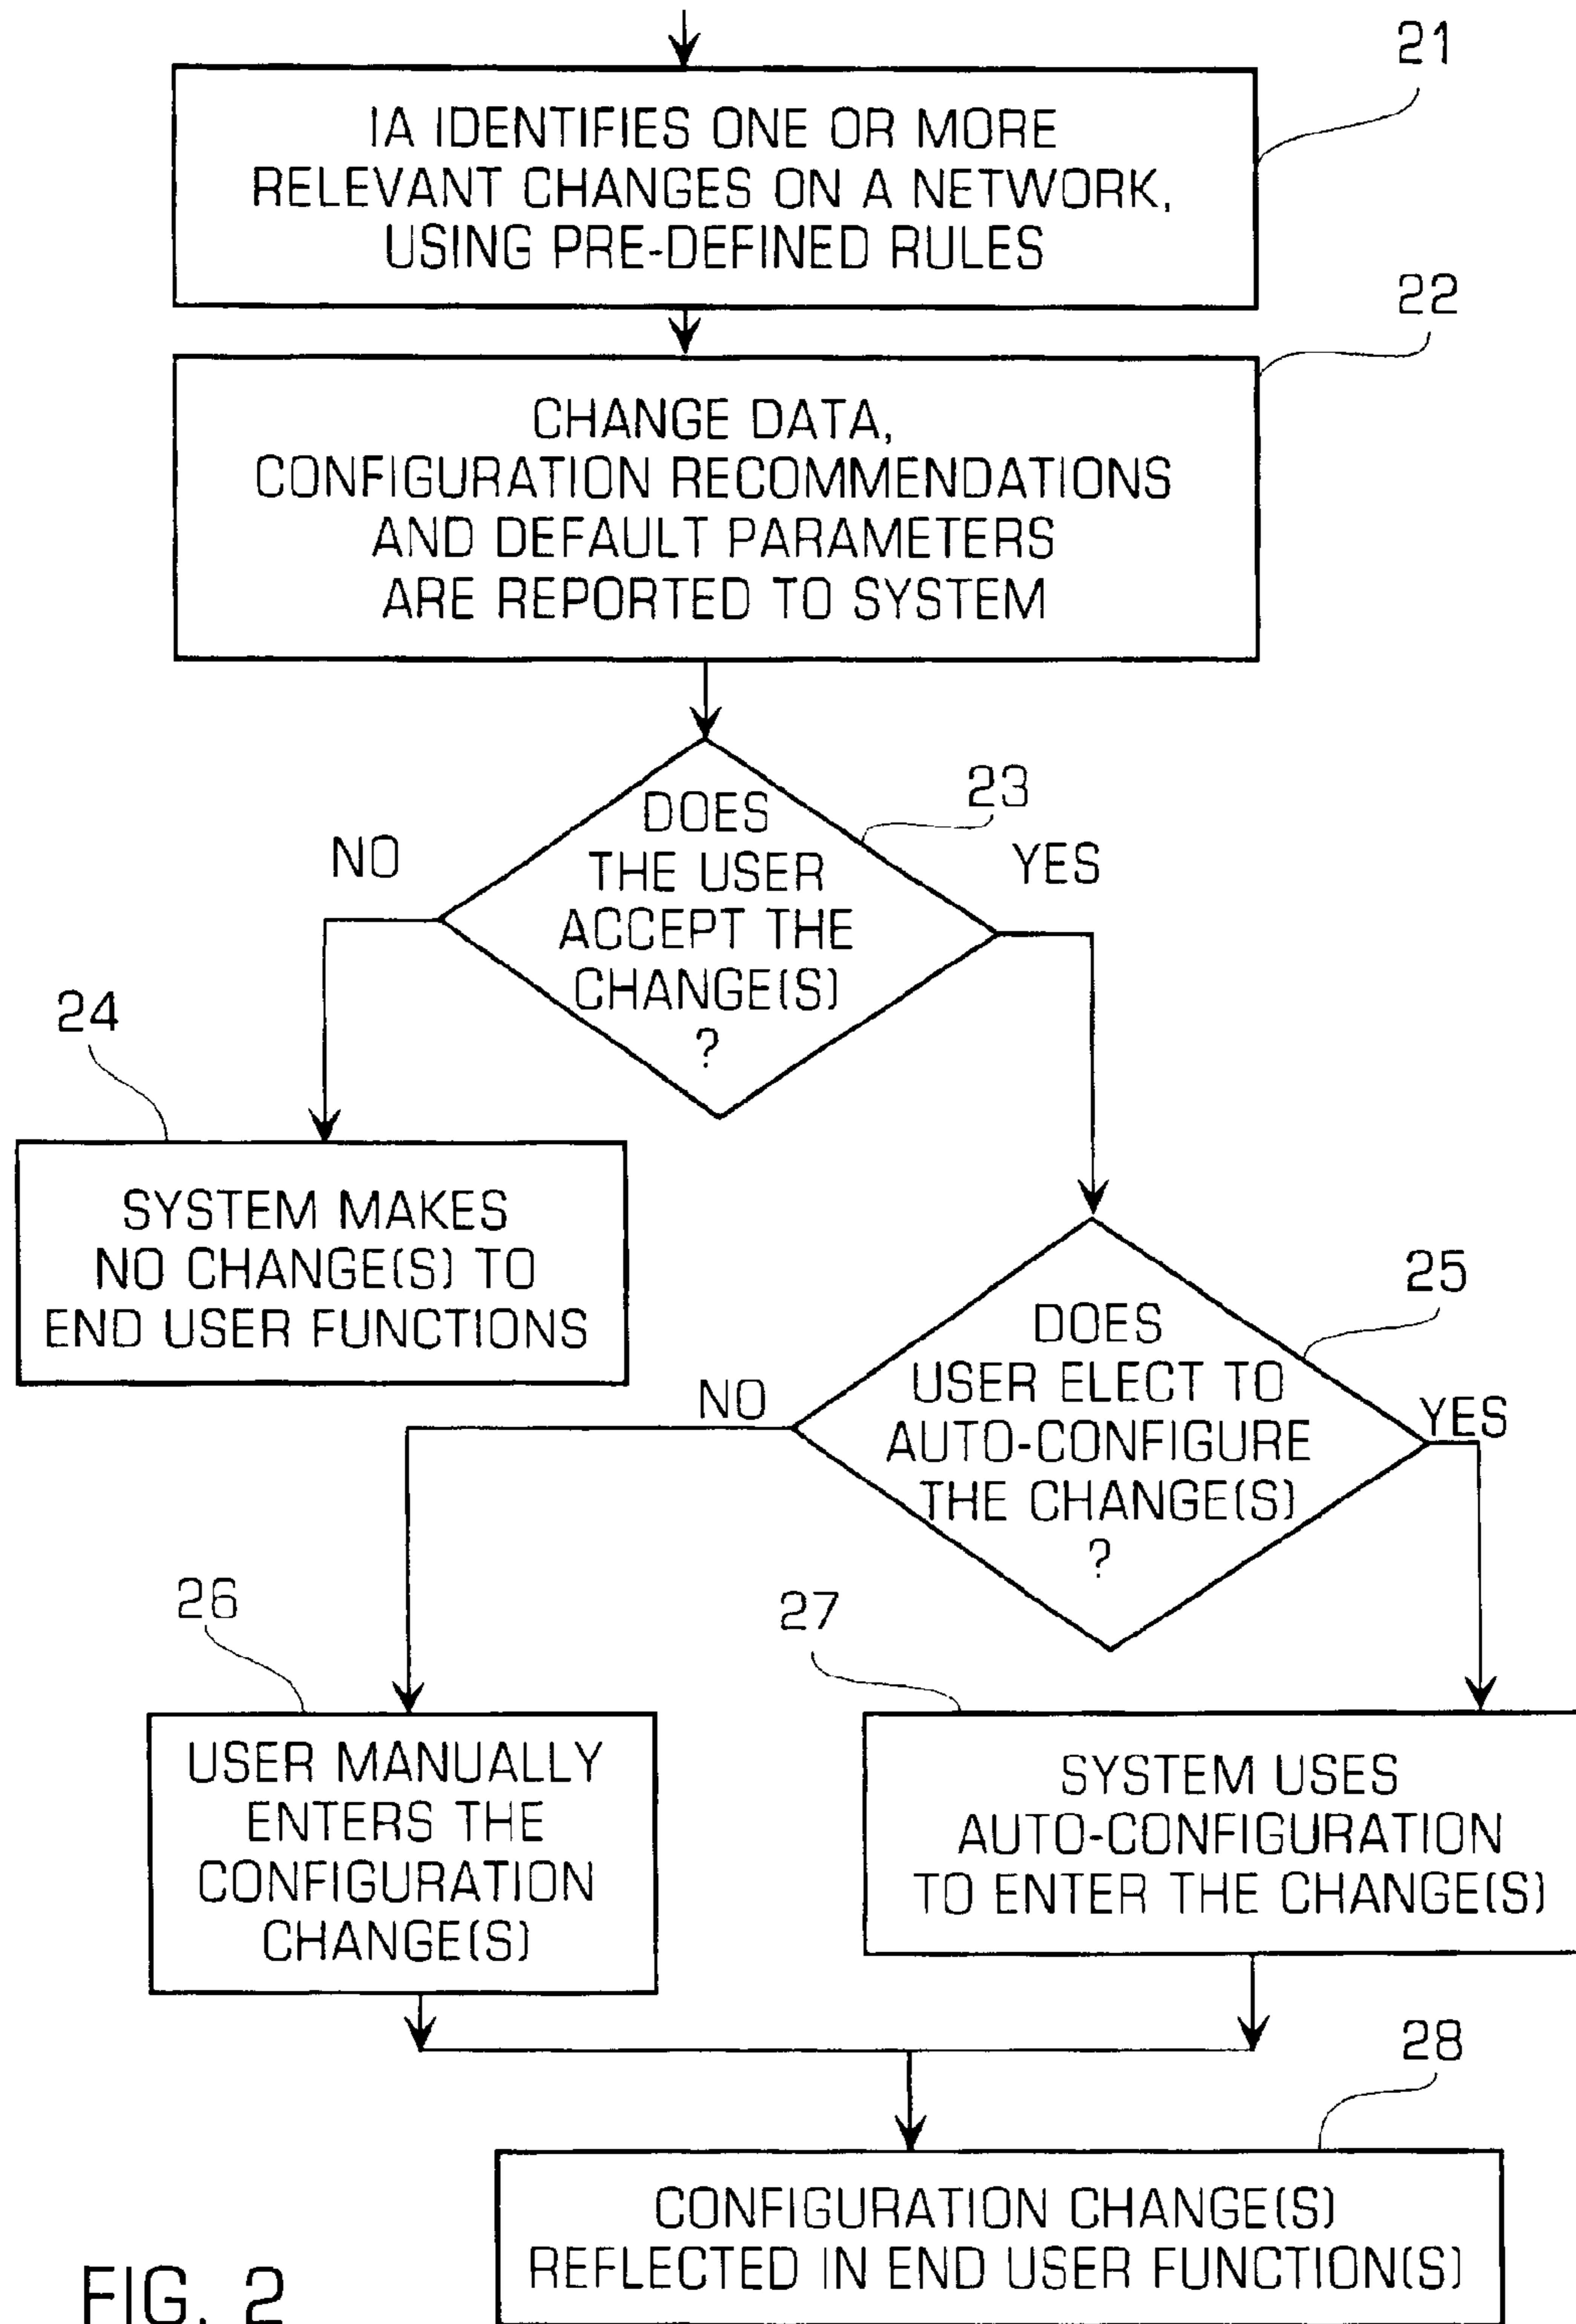 21
IA IDENTIFIES ONE OR MORE
RELEVANT CHANGES ON A NETWORK,
USING PRE-DEFINED RULES
22
CHANGE DATA,
CONFIGURATION RECOMMENDATIONS
AND DEFAULT PARAMETERS
ARE REPORTED TO SYSTEM
23
NO
YES
DOES
THE USER
ACCEPT THE
CHANGE(S)
?
24
SYSTEM MAKES
NO CHANGE(S) TO
END USER FUNCTIONS
25
NO
YES
DOES
USER ELECT TO
AUTO-CONFIGURE
THE CHANGE(S)
?
26
USER MANUALLY
ENTERS THE
CONFIGURATION
CHANGE(S)
27
SYSTEM USES
AUTO-CONFIGURATION
TO ENTER THE CHANGE(S)
28
CONFIGURATION CHANGE(S)
REFLECTED IN END USER FUNCTION(S)
FIG. 2